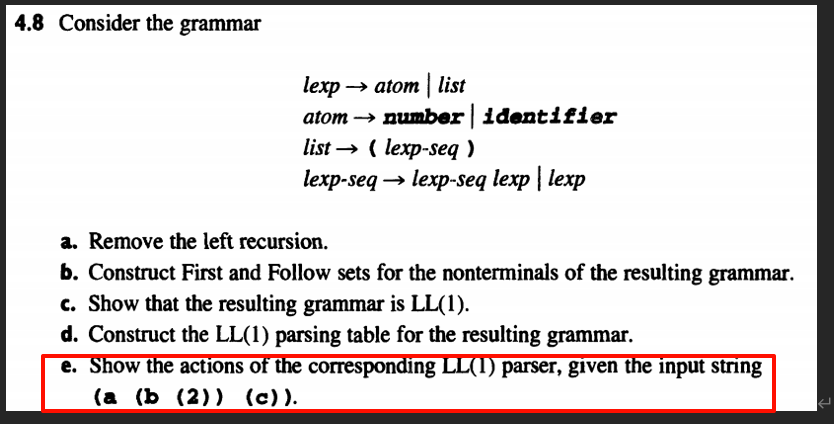 4.8 Consider the grammar
lexp → atom | list
atom → number | identifier
list → ( lexp-seq )
lexp-seq → lexp-seq lexp | lexp
a. Remove the left recursion.
b. Construct First and Follow sets for the nonterminals of the resulting grammar.
c. Show that the resulting grammar is LL(1).
d. Construct the LL(1) parsing table for the resulting grammar.
e. Show the actions of the corresponding LL(1) parser, given the input string
(a (b (2)) (c)).